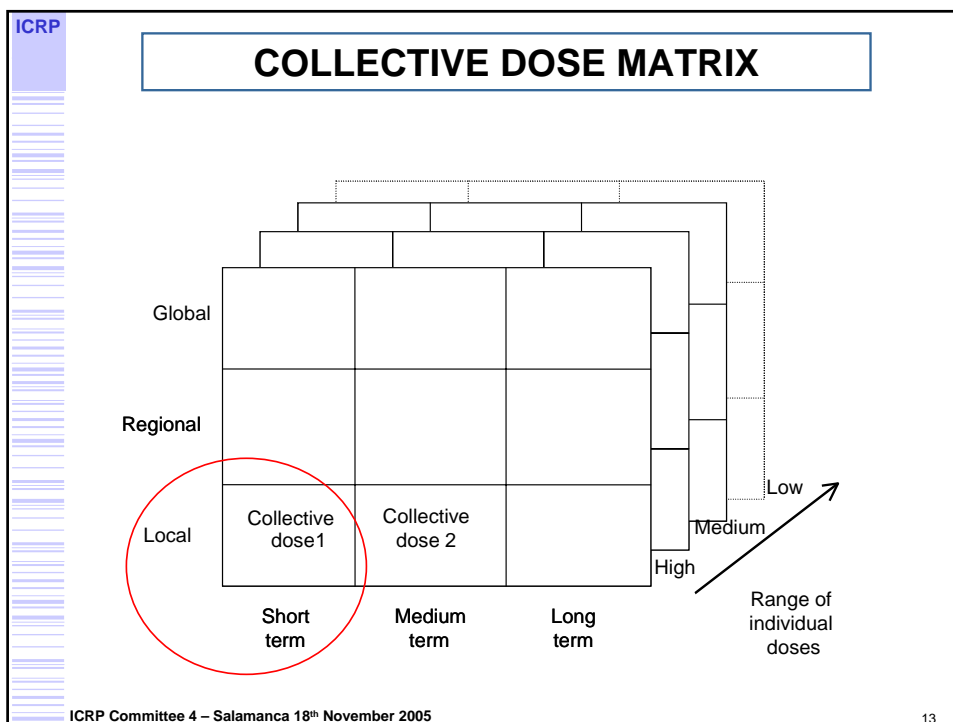 ICRP
COLLECTIVE DOSE MATRIX
Global
Regional
Local
Collective
dose1
Collective
dose 2
Low
Medium
High
Short
term
Medium
term
Long
term
Range of
individual
doses
ICRP Committee 4 – Salamanca 18th November 2005
13